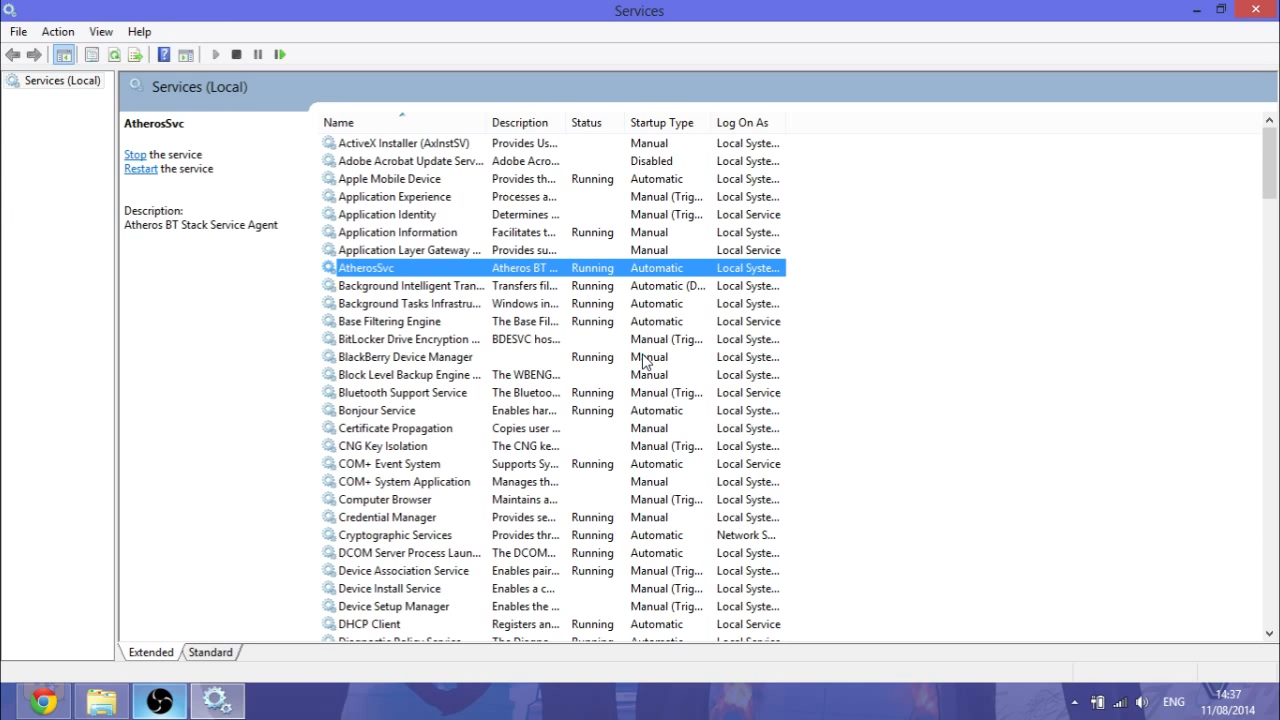 Services
File Action View Help
Services (Local)
Services (Local)
AtherosSvc
Stop the service
Restart the service
Description:
Atheros BT Stack Service Agent
Name Description Status Startup Type Log On As
ActiveX Installer (AxInstSV) Provides Us... Manual Local Syste...
Adobe Acrobat Update Serv... Adobe Acro... Disabled Local Syste...
Apple Mobile Device Provides th... Running Automatic Local Syste...
Application Experience Processes a... Manual (Trig... Local Syste...
Application Identity Determines ... Manual (Trig... Local Service
Application Information Facilitates t... Running Manual Local Syste...
Application Layer Gateway ... Provides su... Manual Local Service
AtherosSvc Atheros BT ... Running Automatic Local Syste...
Background Intelligent Tran... Transfers fil... Running Automatic (D... Local Syste...
Background Tasks Infrastru... Windows in... Running Automatic Local Syste...
Base Filtering Engine The Base Fil... Running Automatic Local Service
BitLocker Drive Encryption ... BDESVC hos... Manual (Trig... Local Syste...
BlackBerry Device Manager Running Manual Local Syste...
Block Level Backup Engine ... The WBENG... Manual Local Syste...
Bluetooth Support Service The Bluetoo... Running Manual (Trig... Local Service
Bonjour Service Enables har... Running Automatic Local Syste...
Certificate Propagation Copies user ... Manual Local Syste...
CNG Key Isolation The CNG ke... Manual (Trig... Local Syste...
COM+ Event System Supports Sy... Running Automatic Local Service
COM+ System Application Manages th... Manual Local Syste...
Computer Browser Maintains a... Manual (Trig... Local Syste...
Credential Manager Provides se... Running Manual Local Syste...
Cryptographic Services Provides thr... Running Automatic Network S...
DCOM Server Process Laun... The DCOM... Running Automatic Local Syste...
Device Association Service Enables pair... Running Manual (Trig... Local Syste...
Device Install Service Enables a c... Manual (Trig... Local Syste...
Device Setup Manager Enables the ... Manual (Trig... Local Syste...
DHCP Client Registers an... Running Automatic Local Service
Extended Standard
ENG
14:37
11/08/2014